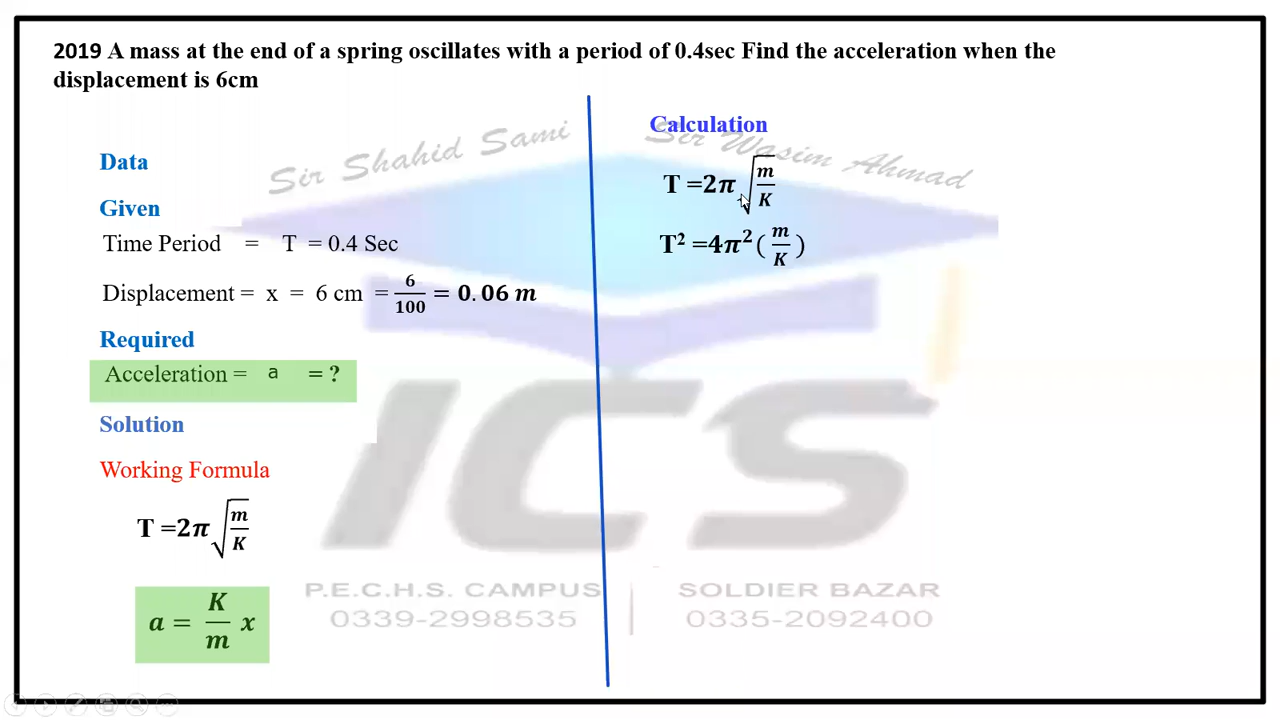 2019 A mass at the end of a spring oscillates with a period of 0.4sec Find the acceleration when the
displacement is 6cm
Sir Shahid Sami
Data
Given
Time Period = T = 0.4 Sec
Displacement = x = 6 cm = 6/100 = 0.06 m
Required
Acceleration = a = ?
Solution
Working Formula
T =2π√(m/K)
a = K/m x
Sir Wasim Ahmad
Calculation
T =2π√(m/K)
T² =4π²(m/K)
ICS
P.E.C.H.S. CAMPUS
0339-2998535
SOLDIER BAZAR
0335-2092400